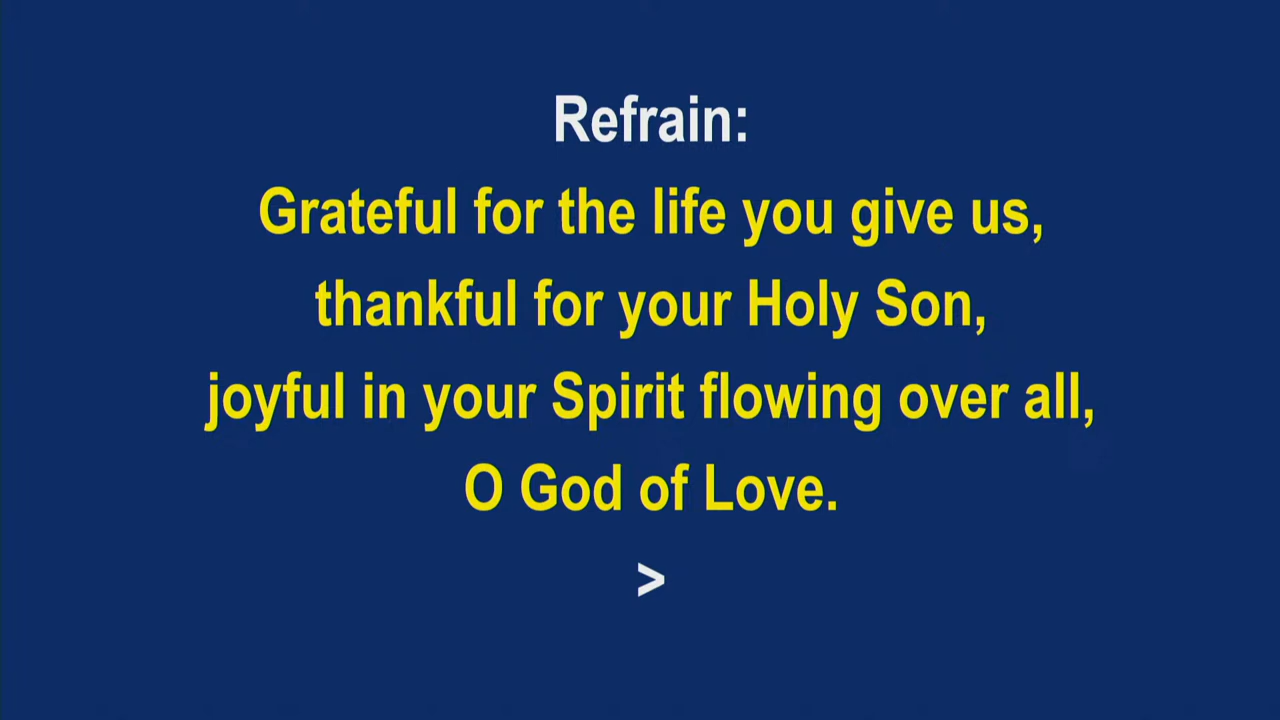 Refrain:
Grateful for the life you give us,
thankful for your Holy Son,
joyful in your Spirit flowing over all,
O God of Love.
>